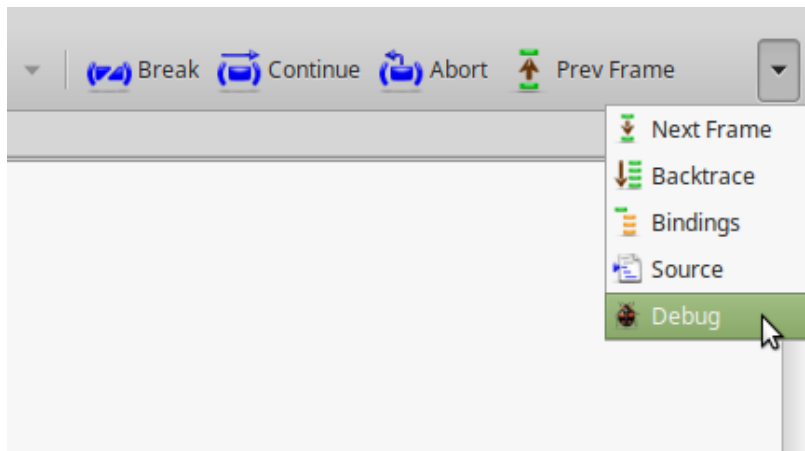 Break Continue Abort Prev Frame
Next Frame
Backtrace
Bindings
Source
Debug